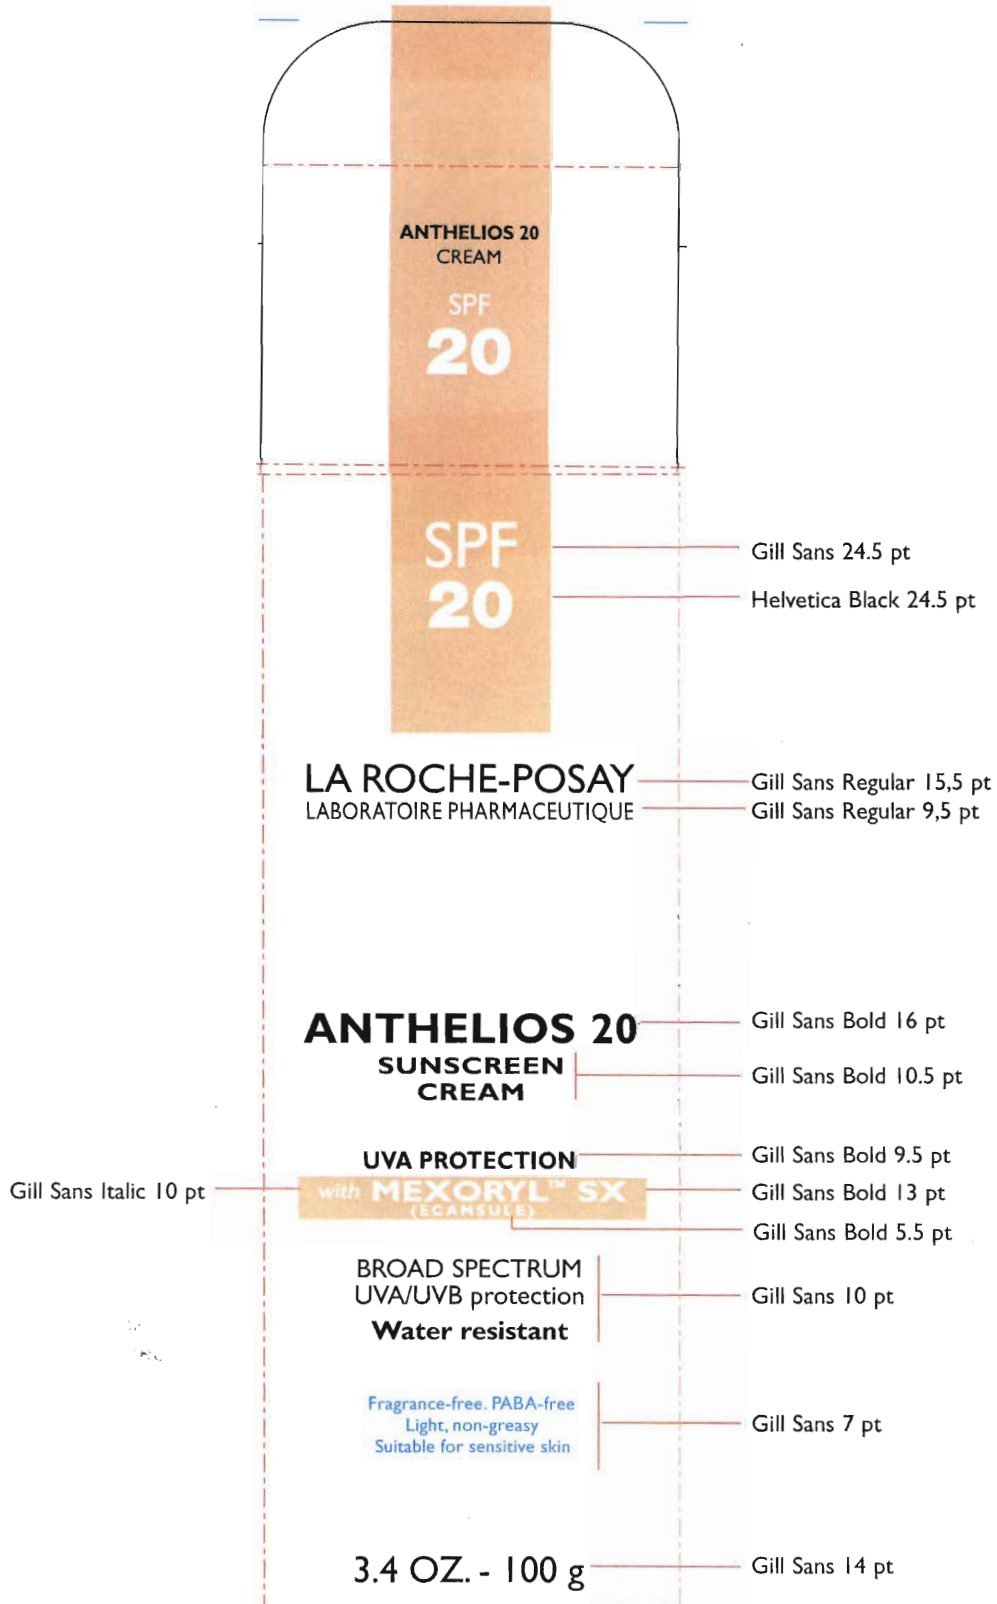 ANTHELIOS 20
CREAM
SPF
20
SPF
Gill Sans 24.5 pt
20
Helvetica Black 24.5 pt
LA ROCHE-POSAY
Gill Sans Regular 15,5 pt
LABORATOIRE PHARMACEUTIQUE
Gill Sans Regular 9,5 pt
ANTHELIOS 20
Gill Sans Bold 16 pt
SUNSCREEN
CREAM
Gill Sans Bold 10.5 pt
UVA PROTECTION
Gill Sans Bold 9.5 pt
Gill Sans Italic 10 pt
with MEXORYL™ SX
Gill Sans Bold 13 pt
(ECAMSULE)
Gill Sans Bold 5.5 pt
BROAD SPECTRUM
UVA/UVB protection
Gill Sans 10 pt
Water resistant
Fragrance-free. PABA-free
Light, non-greasy
Gill Sans 7 pt
Suitable for sensitive skin
3.4 OZ. - 100 g
Gill Sans 14 pt